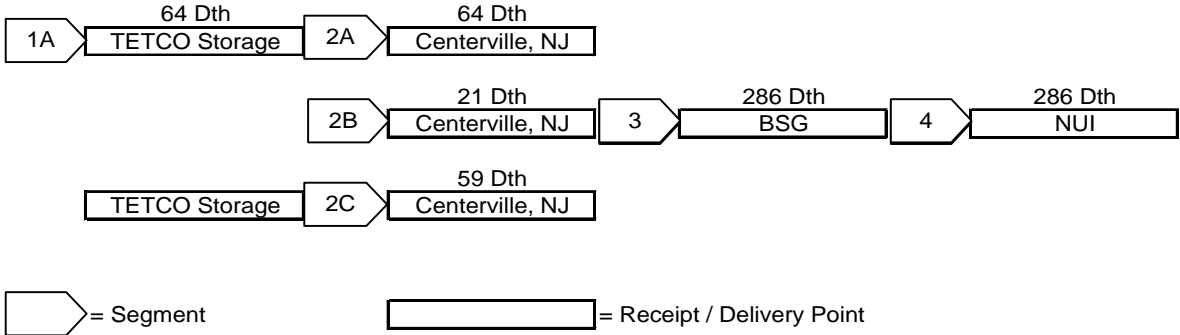 64 Dth 64 Dth
1A TETCO Storage 2A Centerville, NJ
21 Dth 286 Dth 286 Dth
2B Centerville, NJ 3 BSG 4 NUI
59 Dth
TETCO Storage 2C Centerville, NJ
= Segment = Receipt / Delivery Point